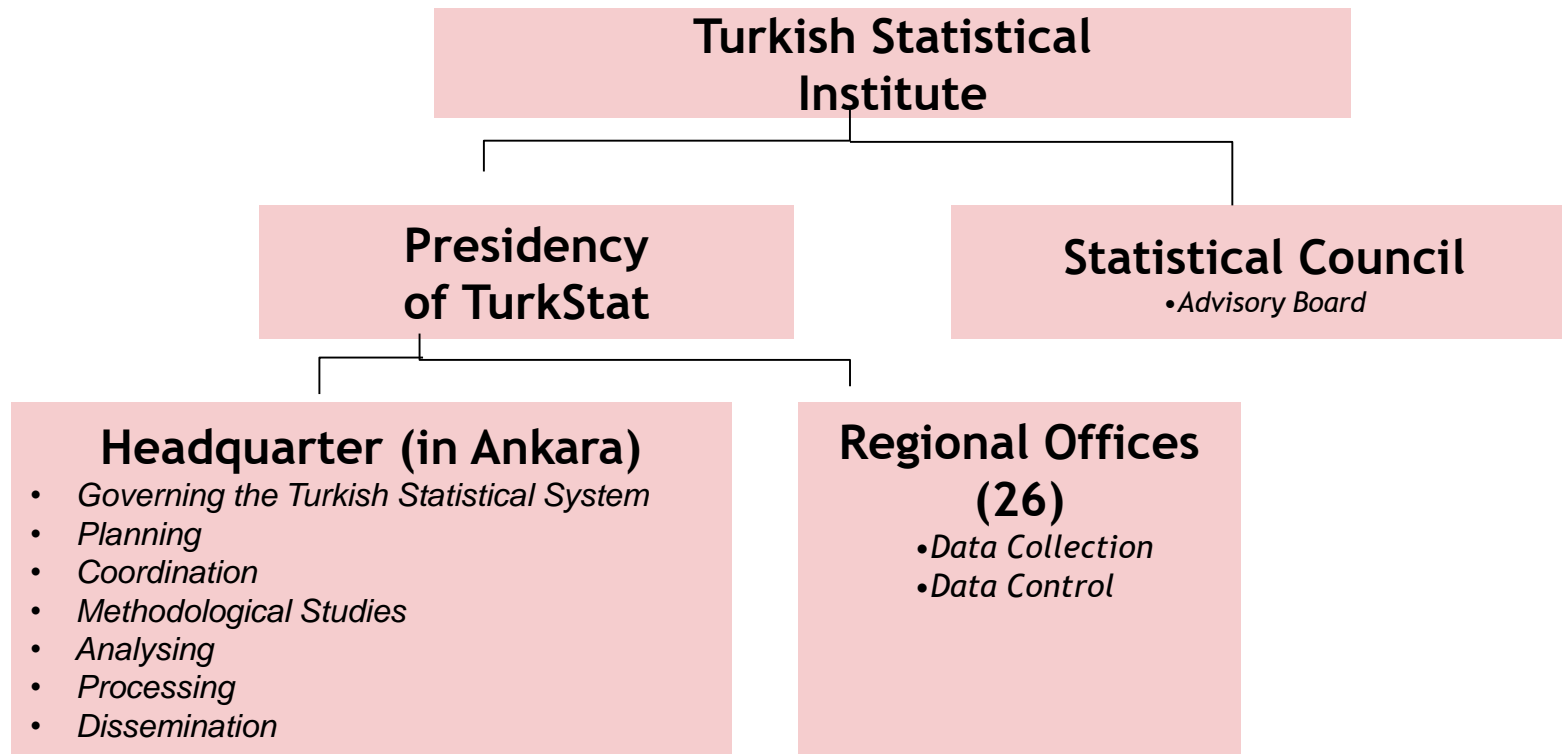 Turkish Statistical
Institute
Presidency
of TurkStat
Statistical Council
•Advisory Board
Headquarter (in Ankara)
• Governing the Turkish Statistical System
• Planning
• Coordination
• Methodological Studies
• Analysing
• Processing
• Dissemination
Regional Offices
(26)
•Data Collection
•Data Control